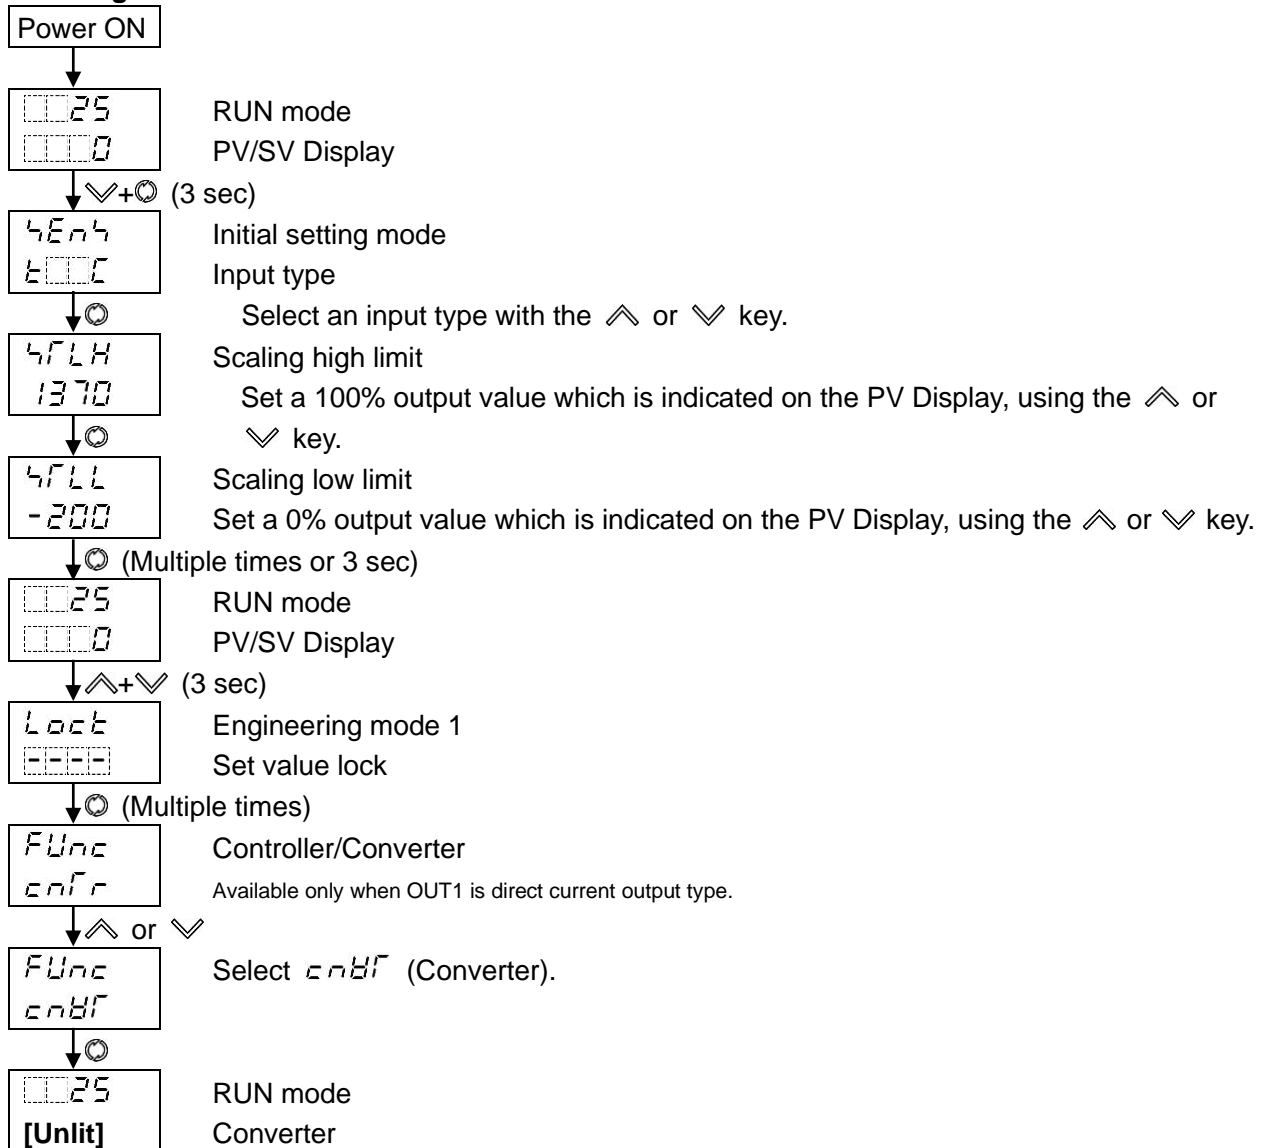 Power ON
25 RUN mode
0 PV/SV Display
+ (3 sec)
Initial setting mode
Input type
Select an input type with the or key.
Scaling high limit
1370 Set a 100% output value which is indicated on the PV Display, using the or
key.
Scaling low limit
-200 Set a 0% output value which is indicated on the PV Display, using the or key.
(Multiple times or 3 sec)
25 RUN mode
0 PV/SV Display
+ (3 sec)
Lock Engineering mode 1
---- Set value lock
(Multiple times)
FUnc Controller/Converter
Available only when OUT1 is direct current output type.
or
FUnc Select (Converter).
25 RUN mode
[Unlit] Converter